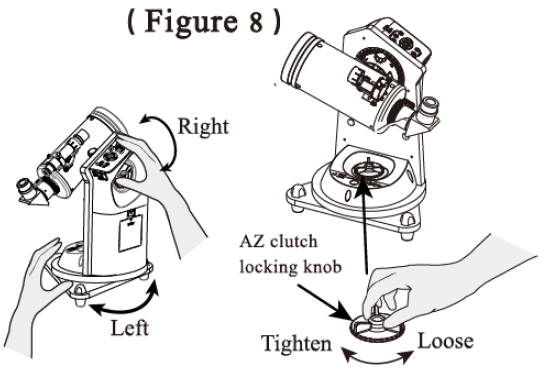 ( Figure 8 )
Right
Left
AZ clutch
locking knob
Tighten
Loose